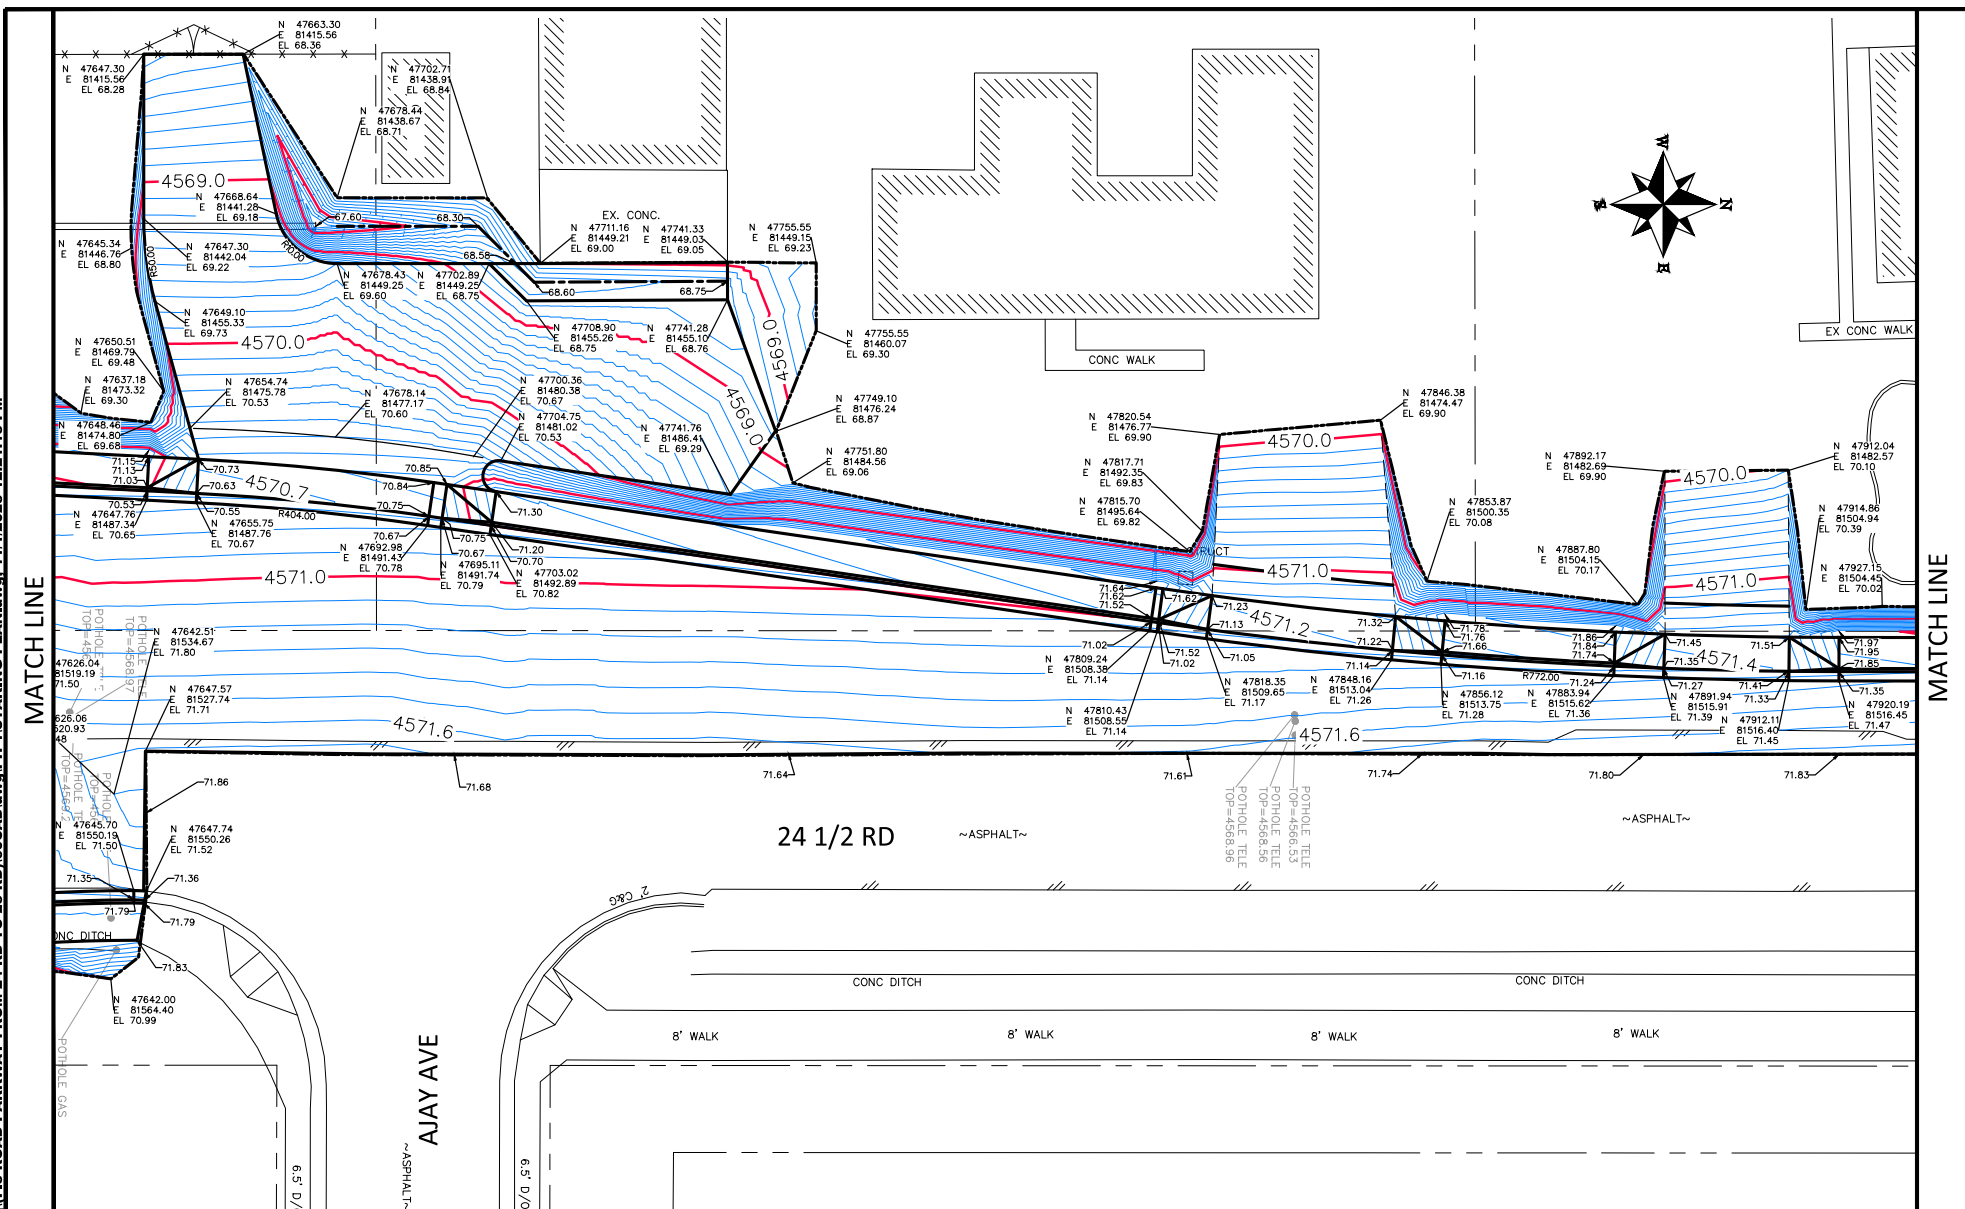 N 47663.30
E 81415.56
EL 68.36
N 47647.30
E 81415.56
EL 68.28
N 47702.71
E 81438.91
EL 68.84
N 47678.44
E 81438.67
EL 68.71
4569.0
N 47668.64
E 81441.28
EL 69.18
67.60
68.30
EX. CONC.
N 47711.16
E 81449.21
EL 69.00
N 47741.33
E 81449.03
EL 69.05
N 47755.55
E 81449.15
EL 69.23
N 47645.34
E 81446.76
EL 68.80
N 47647.30
E 81442.04
EL 69.22
R50.00
R10.00
68.58
N 47678.43
E 81449.25
EL 69.60
N 47702.89
E 81449.25
EL 68.75
68.60
68.75
N 47649.10
E 81455.33
EL 69.73
4570.0
N 47708.90
E 81455.26
EL 68.75
N 47741.28
E 81455.10
EL 68.76
4569.0
N 47755.55
E 81460.07
EL 69.30
N 47650.51
E 81469.79
EL 69.48
N 47637.18
E 81473.32
EL 69.30
N 47654.74
E 81475.78
EL 70.53
N 47678.14
E 81477.17
EL 70.60
N 47700.36
E 81480.38
EL 70.67
N 47704.75
E 81481.02
EL 70.53
4569.0
N 47749.10
E 81476.24
EL 68.87
N 47648.46
E 81474.80
EL 69.68
N 47741.76
E 81486.41
EL 69.29
N 47751.80
E 81484.56
EL 69.06
W
N
E
CONC WALK
EX CONC WALK
N 47846.38
E 81474.47
EL 69.90
N 47820.54
E 81476.77
EL 69.90
4570.0
N 47817.71
E 81492.35
EL 69.83
N 47815.70
E 81495.64
EL 69.82
N 47892.17
E 81482.69
EL 69.90
4570.0
N 47912.04
E 81482.57
EL 70.10
N 47853.87
E 81500.35
EL 70.08
N 47914.86
E 81504.94
EL 70.39
N 47887.80
E 81504.15
EL 70.17
N 47927.15
E 81504.45
EL 70.02
71.15
71.13
71.03
70.53
70.73
70.63
70.55
4570.7
R404.00
70.85
70.84
70.75
70.67
71.30
71.20
70.70
70.75
70.67
N 47647.76
E 81487.34
EL 70.65
N 47655.75
E 81487.76
EL 70.67
N 47692.98
E 81491.43
EL 70.78
N 47695.11
E 81491.74
EL 70.79
N 47703.02
E 81492.89
EL 70.82
4571.0
4571.0
4571.0
71.64
71.62
71.52
71.02
71.62
71.23
71.13
71.05
71.52
71.02
4571.2
71.32
71.22
71.14
71.78
71.76
71.66
71.16
R772.00
71.86
71.84
71.74
71.24
71.45
71.35
71.27
4571.4
71.51
71.41
71.33
71.97
71.95
71.85
71.35
N 47809.24
E 81508.38
EL 71.14
N 47810.43
E 81508.55
EL 71.14
N 47818.35
E 81509.65
EL 71.17
N 47848.16
E 81513.04
EL 71.26
N 47856.12
E 81513.75
EL 71.28
N 47883.94
E 81515.62
EL 71.36
N 47891.94
E 81515.91
EL 71.39
N 47912.11
E 81516.40
EL 71.45
N 47920.19
E 81516.45
EL 71.47
MATCH LINE
MATCH LINE
N 47642.51
E 81534.67
EL 71.80
47626.04
81519.19
71.50
N 47647.57
E 81527.74
EL 71.71
4571.6
4571.6
71.86
71.68
71.64
71.61
71.74
71.80
71.83
POTHOLE TELE
TOP=4568.97
POTHOLE TELE
TOP=4568.96
POTHOLE TELE
TOP=4568.56
POTHOLE TELE
TOP=4566.53
24 1/2 RD
~ASPHALT~
~ASPHALT~
N 47645.70
E 81550.19
EL 71.50
N 47647.74
E 81550.26
EL 71.52
71.35
71.36
71.79
71.79
71.83
N 47642.00
E 81564.40
EL 70.99
POTHOLE GAS
2' C&G
CONC DITCH
CONC DITCH
8' WALK
8' WALK
8' WALK
8' WALK
AJAY AVE
~ASPHALT~